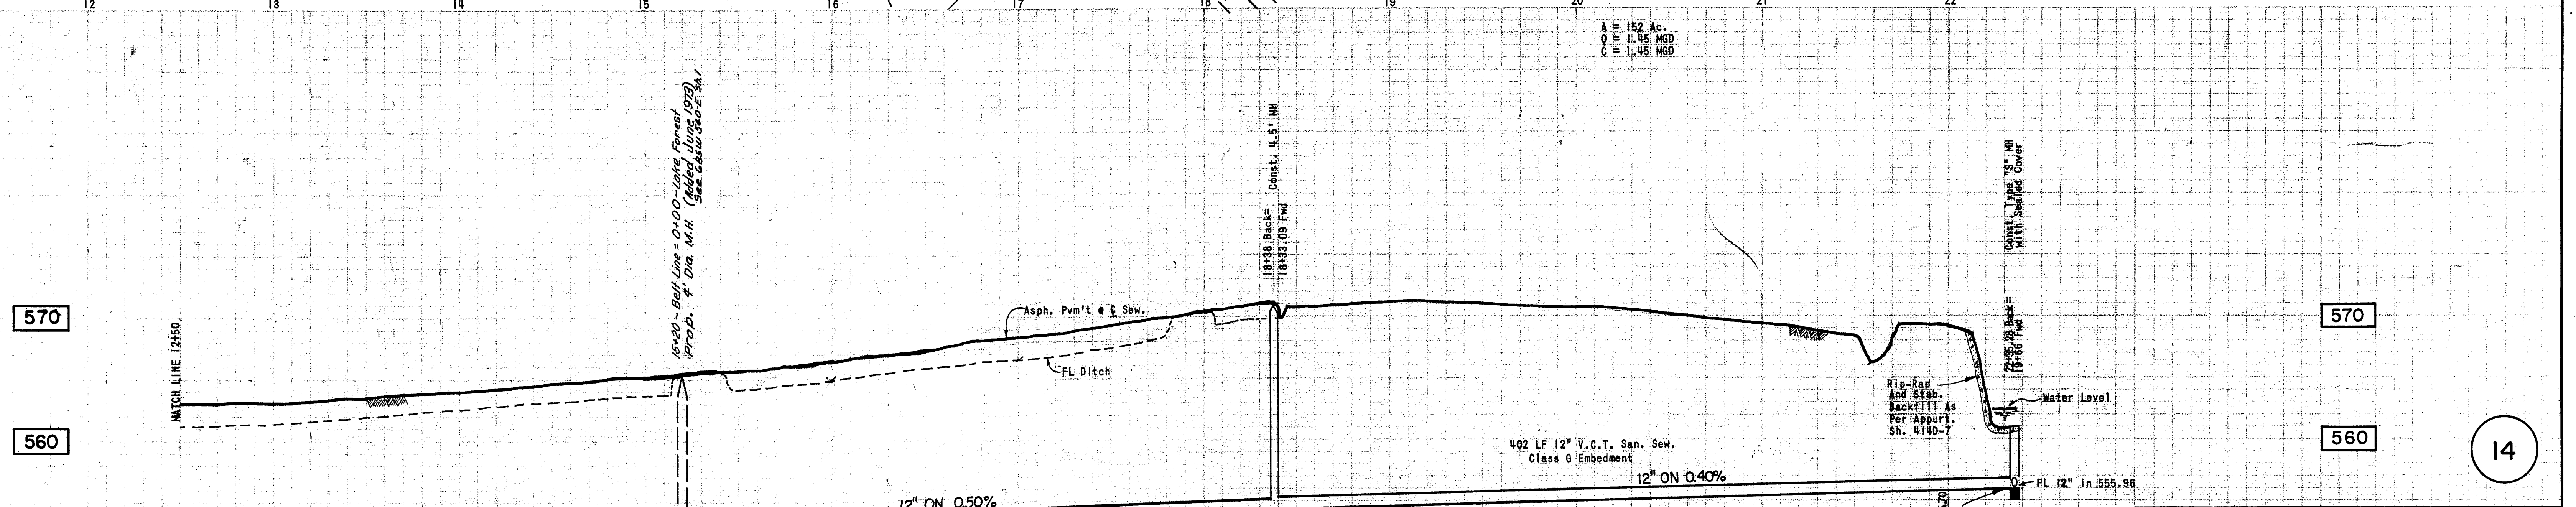 12 13 14 15 16 17 18 19 20 21 22
A = 152 Ac.
Q = 1.45 MGD
C = 1.45 MGD
15+20 - Belt Line = 0+00 - Lake Forest
Prop. 4' Dia. M.H. (Added June 1973)
18+38 Back=
18+33.09 Fwd
Const. 4.5' MH
Const. Type "S" MH
with Sealed Cover
19+66 Fwd
570
570
Asph. Pvm't @ ℄ Sew.
MATCH LINE 12+50
FL Ditch
Rip-Rap
And Stab.
Backfill As
Per Appurt.
Sh. 414D-7
Water Level
560
560
402 LF 12" V.C.T. San. Sew.
Class G Embedment
14
12" ON 0.50%
12" ON 0.40%
FL 12" in 555.96